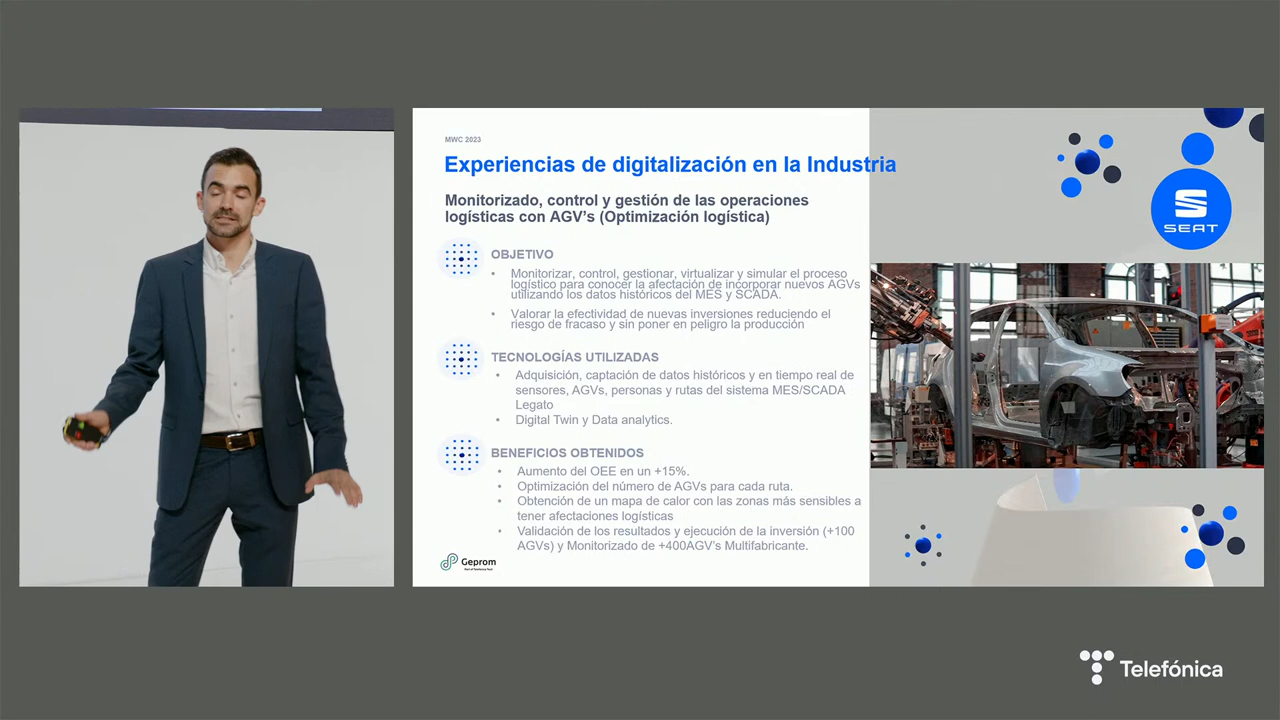 MWC 2023
Experiencias de digitalización en la Industria
Monitorizado, control y gestión de las operaciones
logísticas con AGV's (Optimización logística)
OBJETIVO
• Monitorizar, control, gestionar, virtualizar y simular el proceso
logístico para conocer la afectación de incorporar nuevos AGVs
utilizando los datos históricos del MES y SCADA.
• Valorar la efectividad de nuevas inversiones reduciendo el
riesgo de fracaso y sin poner en peligro la producción
TECNOLOGÍAS UTILIZADAS
• Adquisición, captación de datos históricos y en tiempo real de
sensores, AGVs, personas y rutas del sistema MES/SCADA
Legato
• Digital Twin y Data analytics.
BENEFICIOS OBTENIDOS
• Aumento del OEE en un +15%.
• Optimización del número de AGVs para cada ruta.
• Obtención de un mapa de calor con las zonas más sensibles a
tener afectaciones logísticas
• Validación de los resultados y ejecución de la inversión (+100
AGVs) y Monitorizado de +400AGV's Multifabricante.
Geprom
Part of Telefónica Tech
SEAT
Telefónica